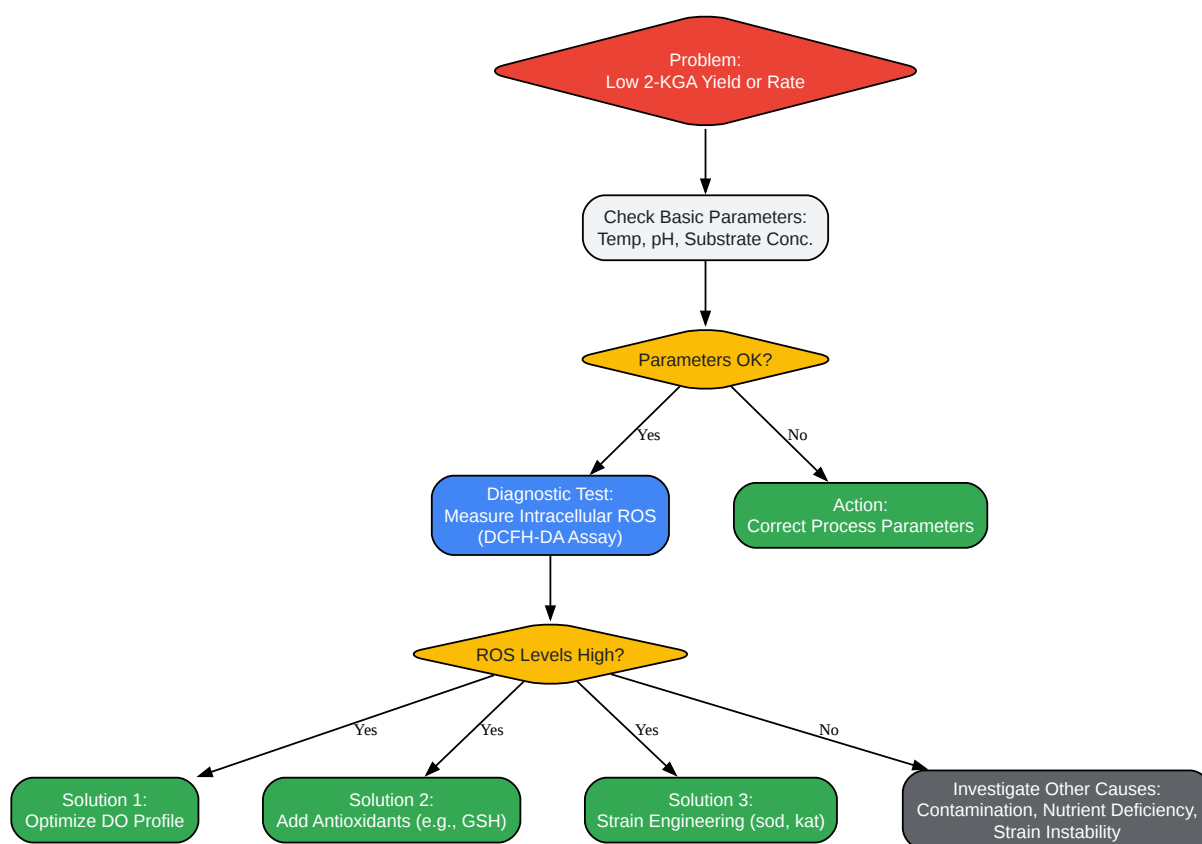 Problem:
Low 2-KGA Yield or Rate
Check Basic Parameters:
Temp, pH, Substrate Conc.
Parameters OK?
Yes
No
Diagnostic Test:
Measure Intracellular ROS
(DCFH-DA Assay)
Action:
Correct Process Parameters
ROS Levels High?
Yes
Yes
Yes
No
Solution 1:
Optimize DO Profile
Solution 2:
Add Antioxidants (e.g., GSH)
Solution 3:
Strain Engineering (sod, kat)
Investigate Other Causes:
Contamination, Nutrient Deficiency,
Strain Instability